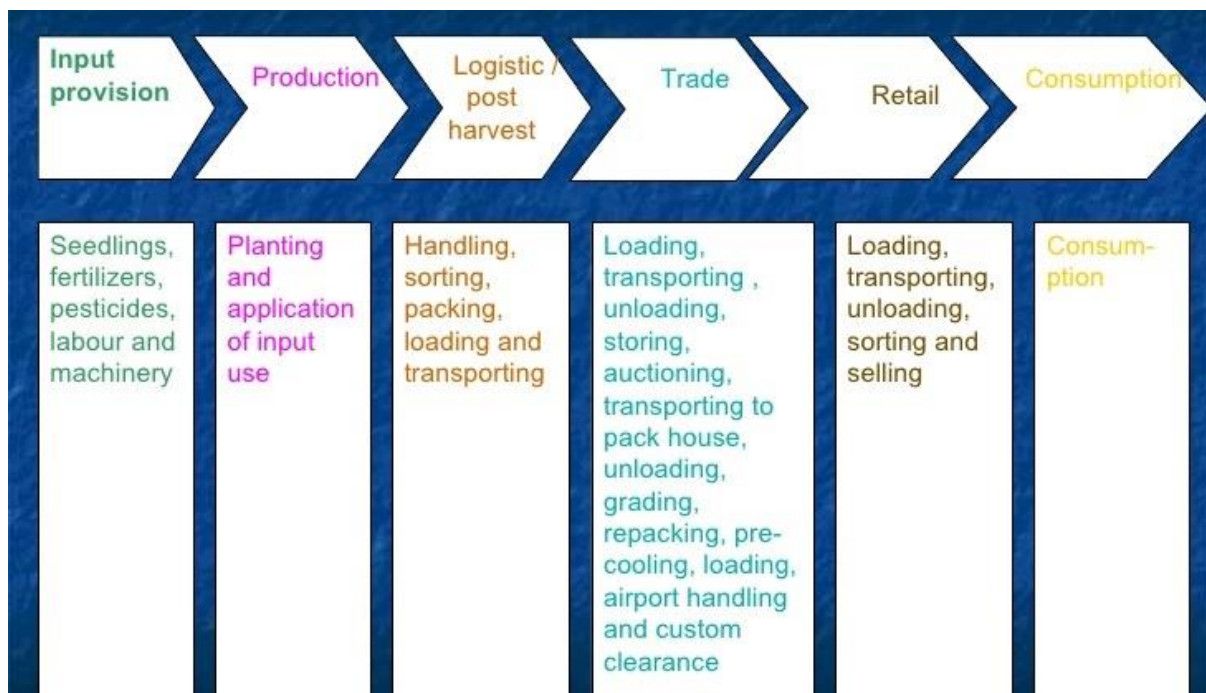 Input
provision
Production
Logistic /
post
harvest
Trade
Retail
Consumption
Seedlings,
fertilizers,
pesticides,
labour and
machinery
Planting
and
application
of input
use
Handling,
sorting,
packing,
loading and
transporting
Loading,
transporting ,
unloading,
storing,
auctioning,
transporting to
pack house,
unloading,
grading,
repacking, pre-
cooling, loading,
airport handling
and custom
clearance
Loading,
transporting,
unloading,
sorting and
selling
Consum-
ption